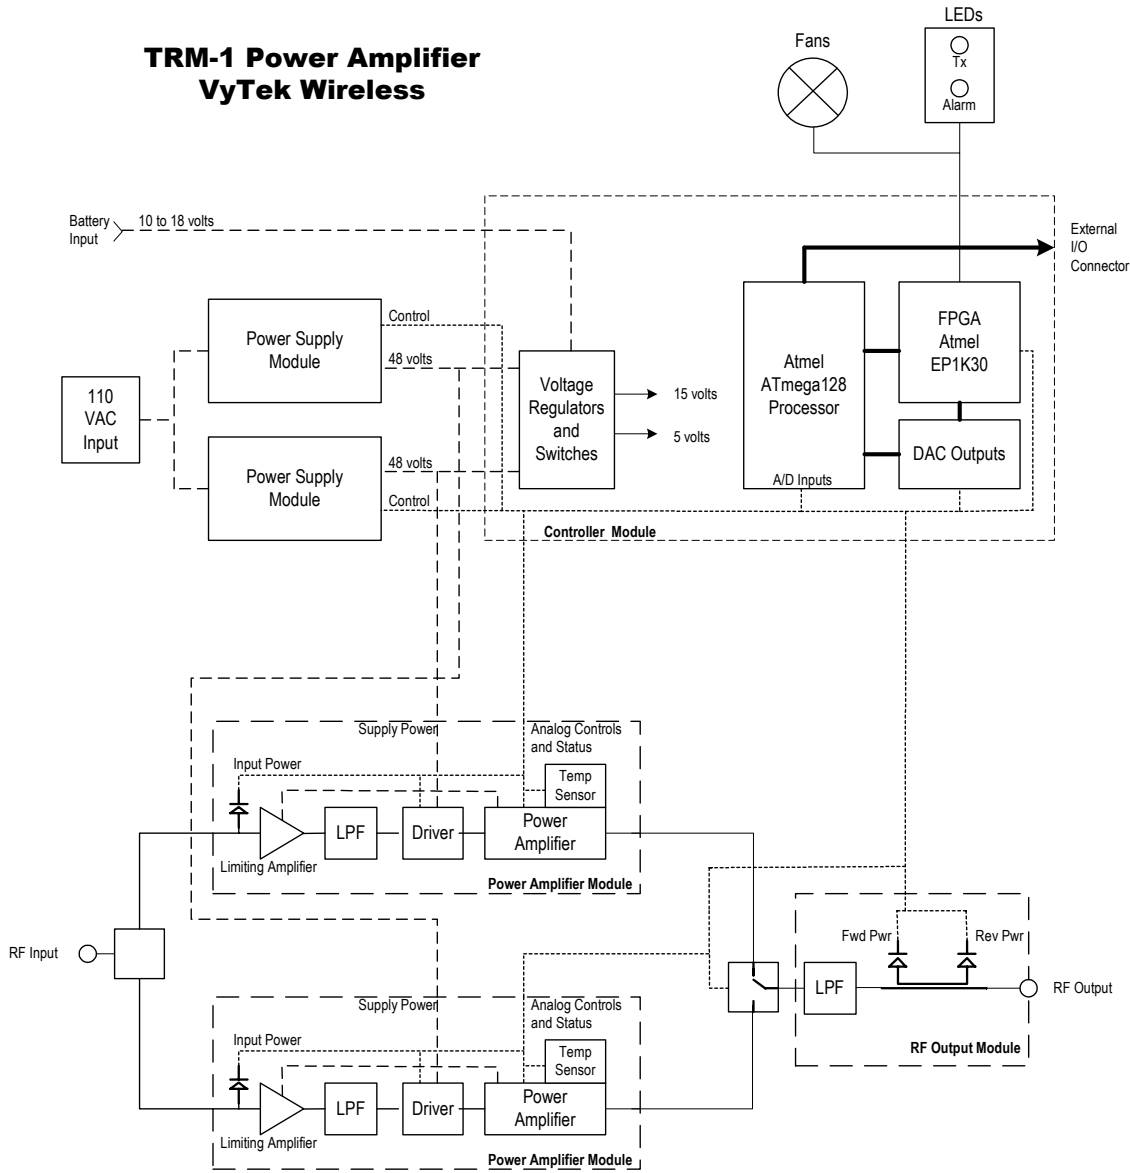 TRM-1 Power Amplifier
VyTek Wireless
LEDs
Fans
Tx
Alarm
Battery
Input
10 to 18 volts
External
I/O
Connector
Control
Power Supply
Module
48 volts
110
VAC
Input
Voltage
Regulators
and
Switches
15 volts
5 volts
Atmel
ATmega128
Processor
A/D Inputs
FPGA
Atmel
EP1K30
DAC Outputs
48 volts
Power Supply
Module
Control
Controller Module
Supply Power
Analog Controls
and Status
Input Power
Temp
Sensor
LPF
Driver
Power
Amplifier
Limiting Amplifier
Power Amplifier Module
RF Input
Fwd Pwr
Rev Pwr
LPF
RF Output
RF Output Module
Supply Power
Analog Controls
and Status
Input Power
Temp
Sensor
LPF
Driver
Power
Amplifier
Limiting Amplifier
Power Amplifier Module